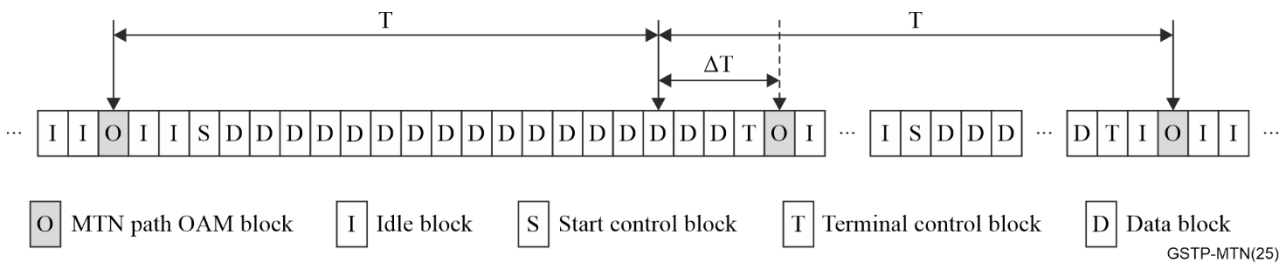 T T
ΔT
... I I O I I S D D D D D D D D D D D D D D D D D T O I ... I S D D D ... D T I O I I ...
O MTN path OAM block I Idle block S Start control block T Terminal control block D Data block
GSTP-MTN(25)